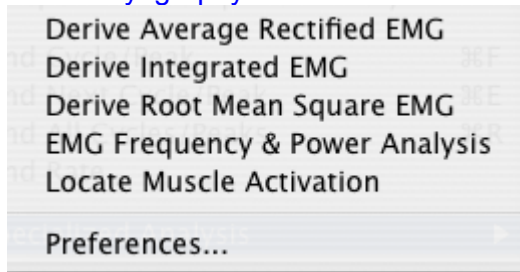 Derive Average Rectified EMG
Derive Integrated EMG
Derive Root Mean Square EMG
EMG Frequency & Power Analysis
Locate Muscle Activation
Preferences...